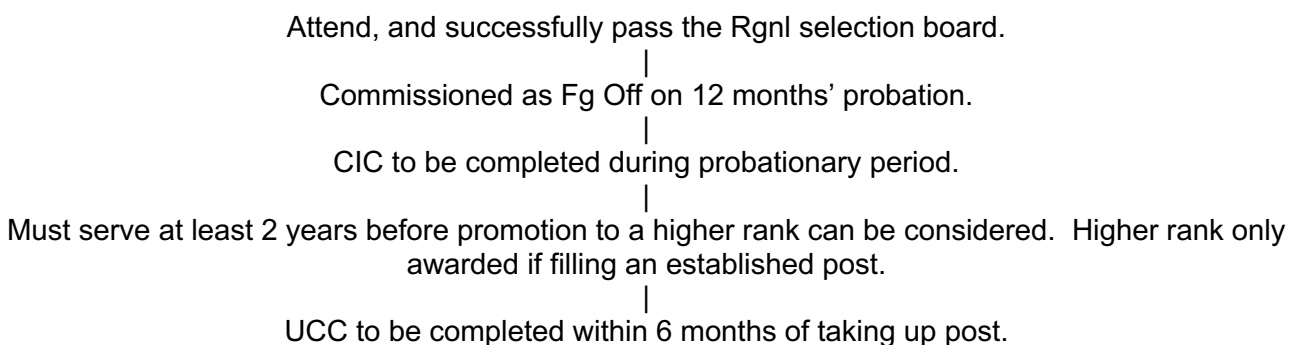 Attend, and successfully pass the Rgnl selection board.
|
Commissioned as Fg Off on 12 months’ probation.
|
CIC to be completed during probationary period.
|
Must serve at least 2 years before promotion to a higher rank can be considered.  Higher rank only
awarded if filling an established post.
|
UCC to be completed within 6 months of taking up post.